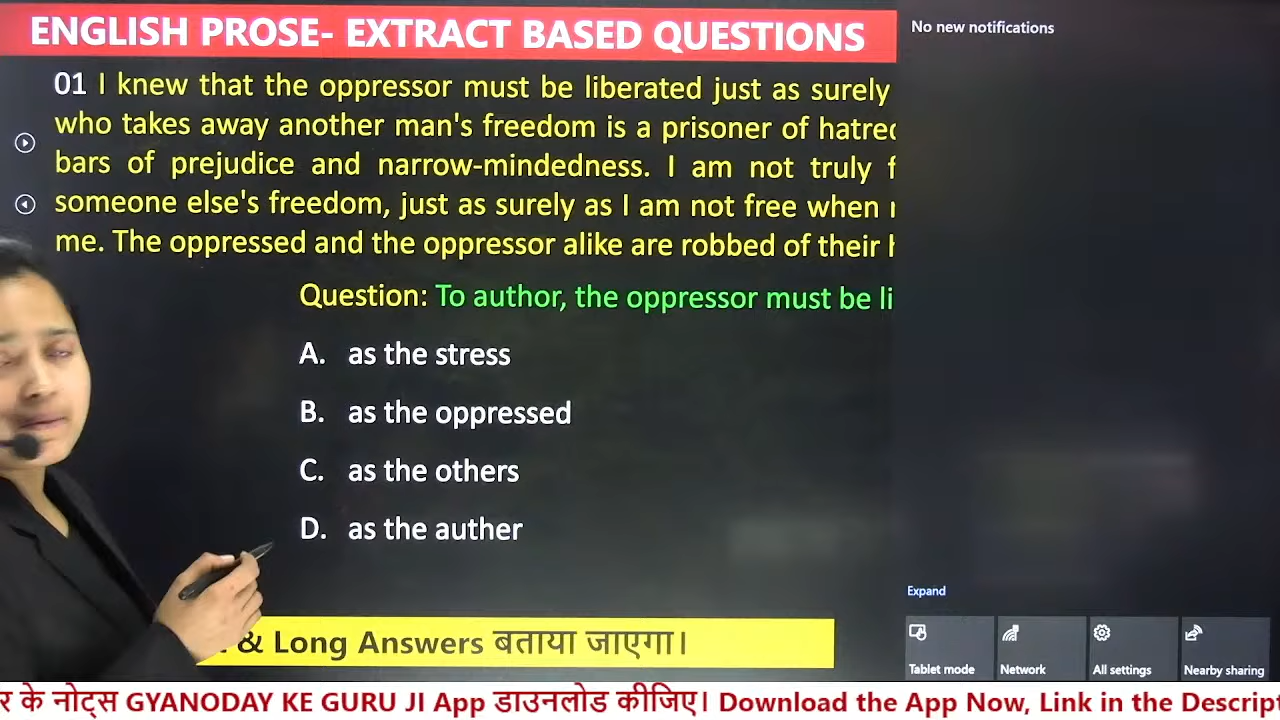 ENGLISH PROSE- EXTRACT BASED QUESTIONS
No new notifications
01 I knew that the oppressor must be liberated just as surely
who takes away another man's freedom is a prisoner of
bars of prejudice and narrow-mindedness. I am not truly
someone else's freedom, just as surely as I am not free when
me. The oppressed and the oppressor alike are robbed of their
Question: To author, the oppressor must be li
A. as the stress
B. as the oppressed
C. as the others
D. as the auther
& Long Answers बताया जाएगा।
Expand
Tablet mode
Network
All settings
Nearby sharing
र के नोट्स GYANODAY KE GURU JI App डाउनलोड कीजिए। Download the App Now, Link in the Descript